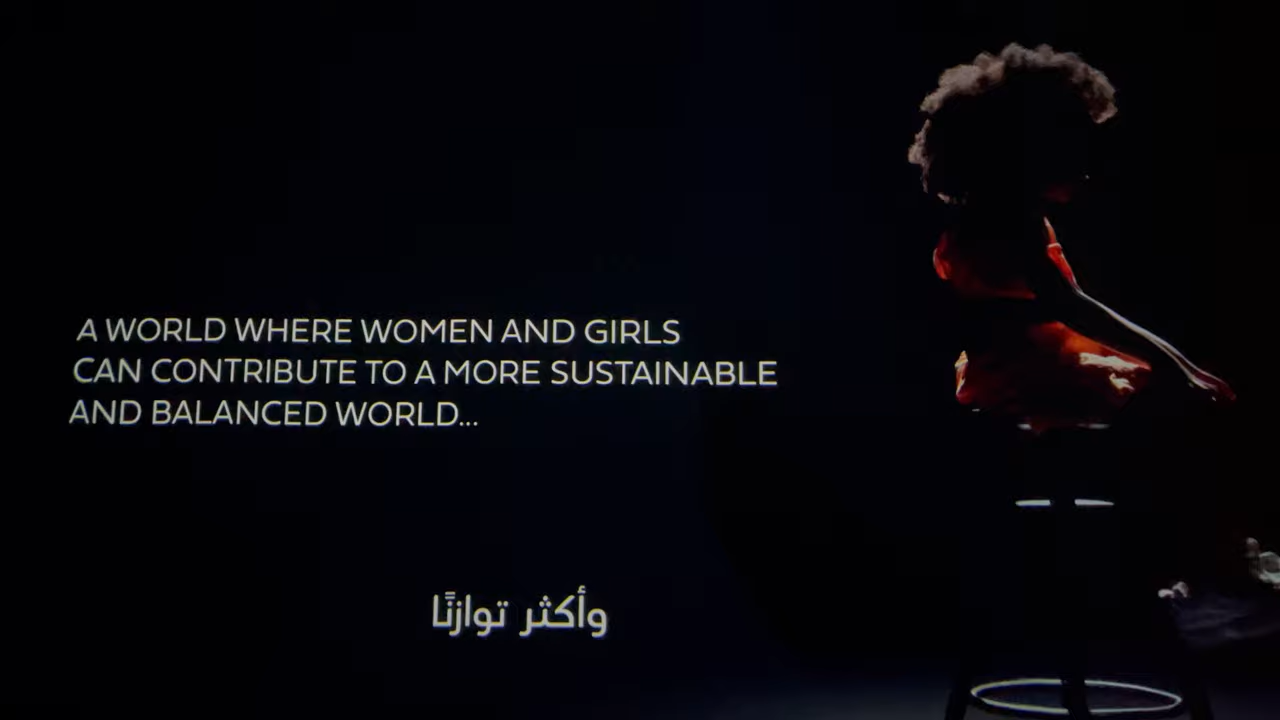 A WORLD WHERE WOMEN AND GIRLS
CAN CONTRIBUTE TO A MORE SUSTAINABLE
AND BALANCED WORLD...
وأكثر توازنًا